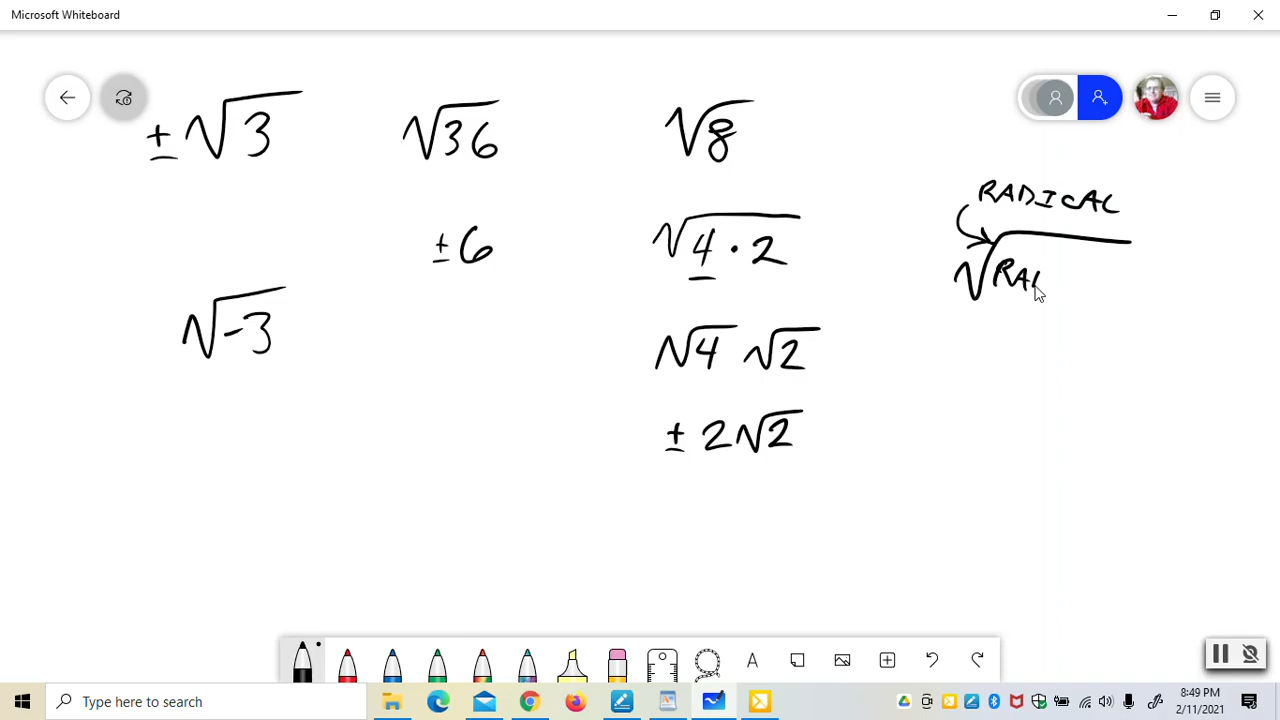 Microsoft Whiteboard
± √3
√36
√8
RADICAL
± 6
√4 · 2
√RAD
√-3
√4 √2
± 2√2
Type here to search
8:49 PM
2/11/2021